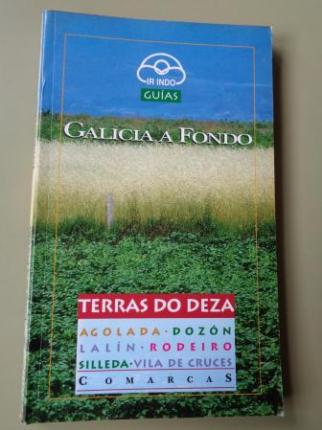 IR INDO
GUÍAS
GALICIA A FONDO
TERRAS DO DEZA
AGOLADA · DOZÓN
LALÍN · RODEIRO
SILLEDA · VILA DE CRUCES
COMARCAS